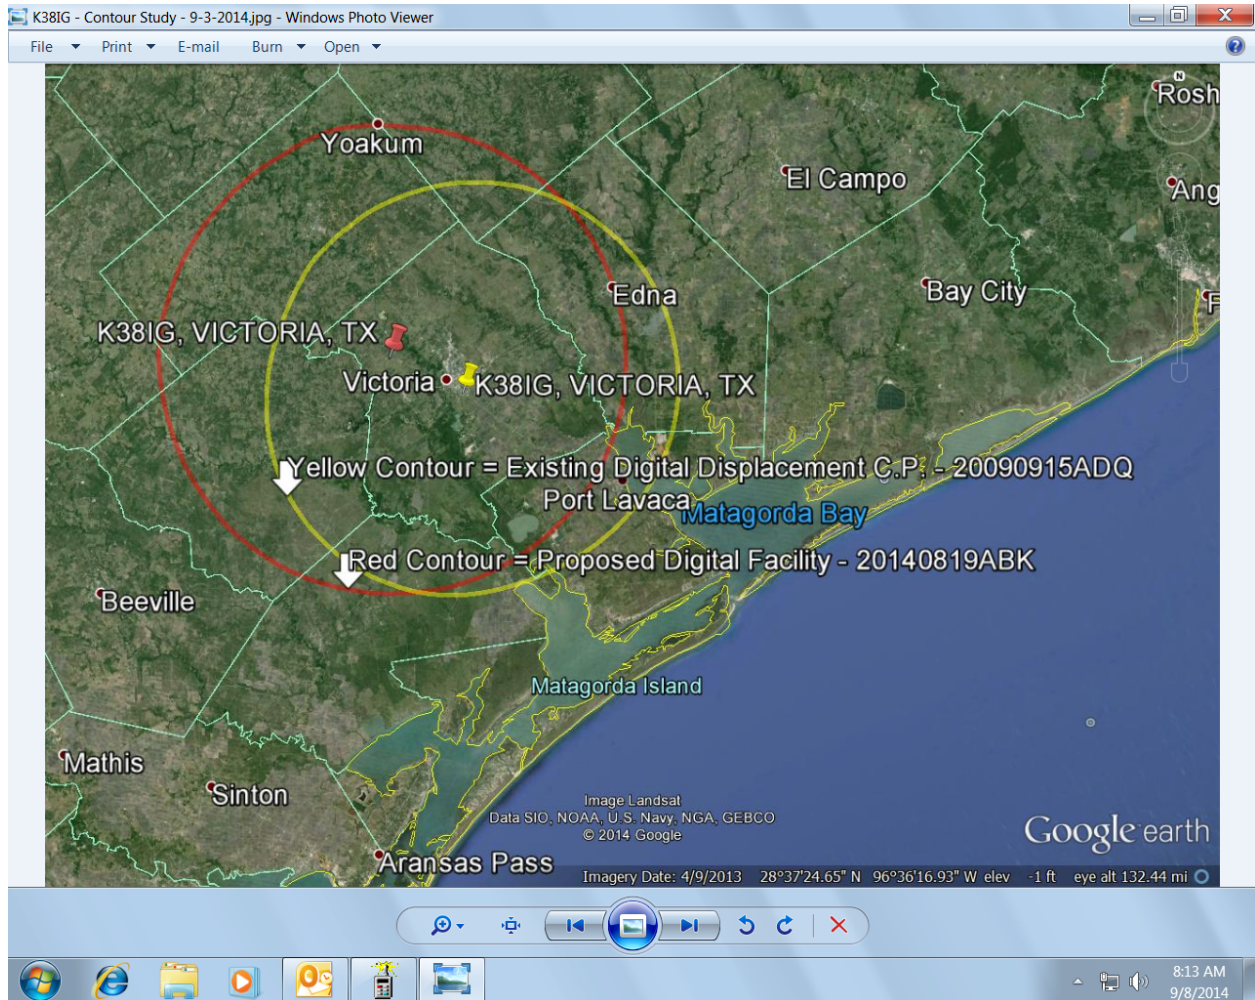 K38IG - Contour Study - 9-3-2014.jpg - Windows Photo Viewer
File Print E-mail Burn Open
N
Rosh
Yoakum
El Campo
Ang
Edna
Bay City
F
K38IG, VICTORIA, TX
Victoria
K38IG, VICTORIA, TX
Yellow Contour = Existing Digital Displacement C.P. - 20090915ADQ
Port Lavaca
Matagorda Bay
Red Contour = Proposed Digital Facility - 20140819ABK
Beeville
Matagorda Island
Mathis
Sinton
Image Landsat
Data SIO, NOAA, U.S. Navy, NGA, GEBCO
© 2014 Google
Google earth
Aransas Pass
Imagery Date: 4/9/2013 28°37'24.65" N 96°36'16.93" W elev -1 ft eye alt 132.44 mi
8:13 AM
9/8/2014